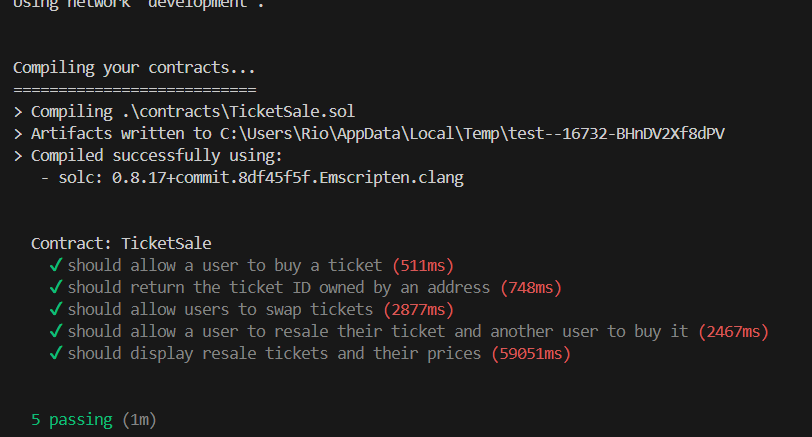 Using network 'development'.
Compiling your contracts...
===========================
> Compiling .\contracts\TicketSale.sol
> Artifacts written to C:\Users\Rio\AppData\Local\Temp\test--16732-BHnDV2Xf8dPV
> Compiled successfully using:
- solc: 0.8.17+commit.8df45f5f.Emscripten.clang
Contract: TicketSale
✓ should allow a user to buy a ticket (511ms)
✓ should return the ticket ID owned by an address (748ms)
✓ should allow users to swap tickets (2877ms)
✓ should allow a user to resale their ticket and another user to buy it (2467ms)
✓ should display resale tickets and their prices (59051ms)
5 passing (1m)